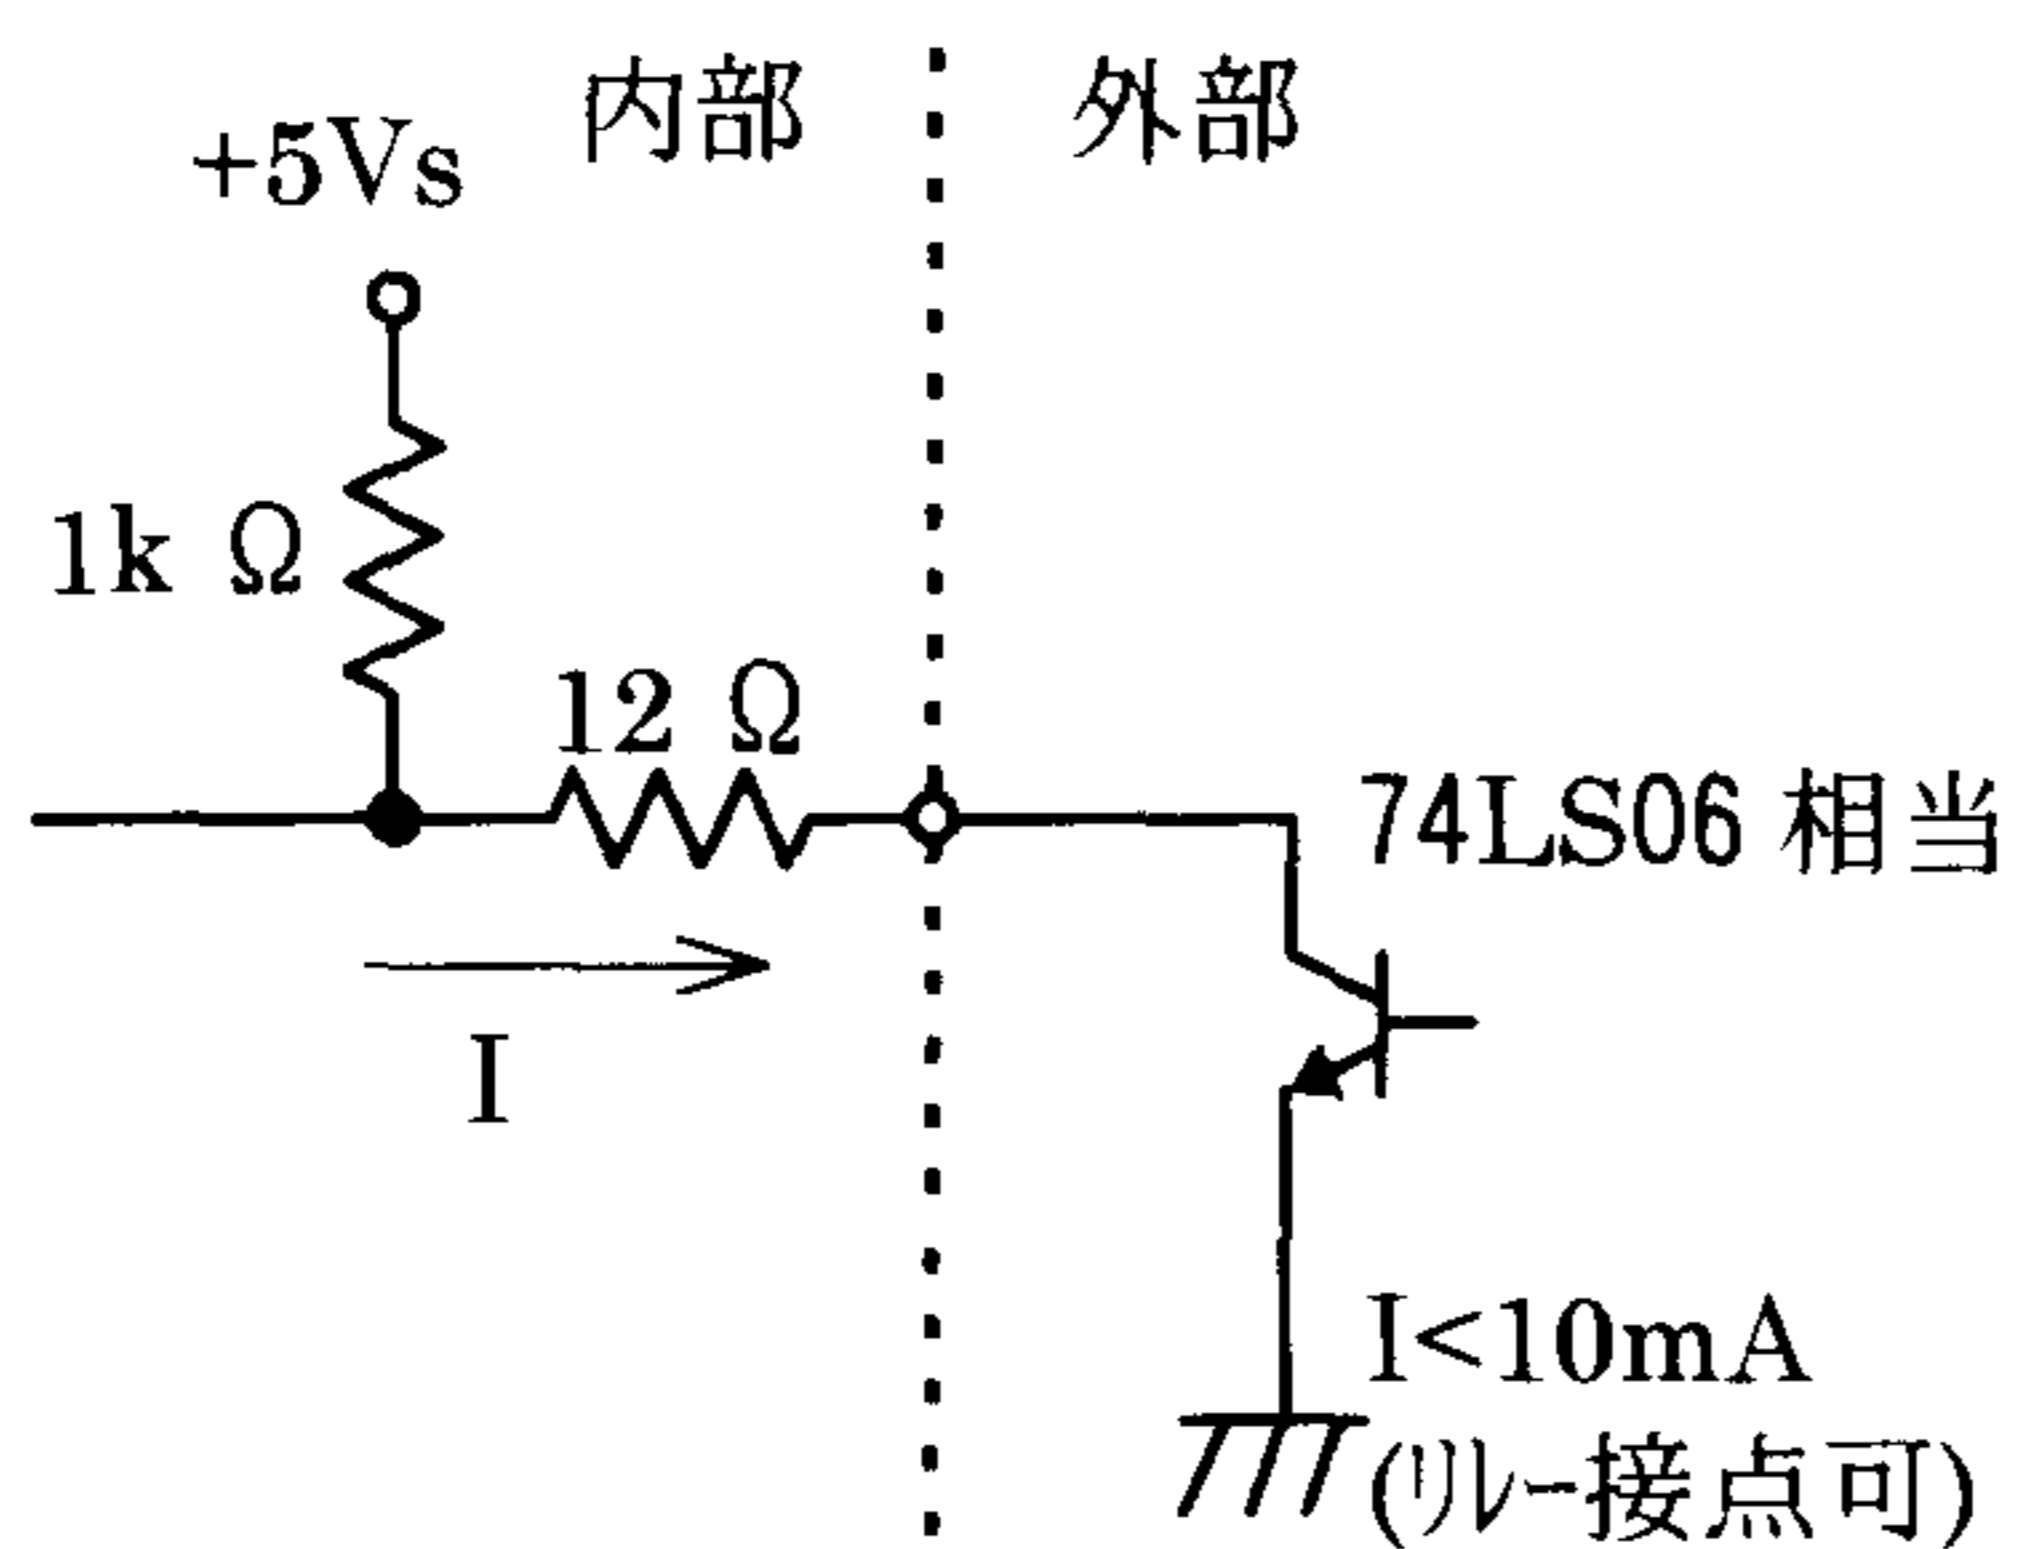 内部
外部
+5Vs
1k Ω
12 Ω
74LS06 相当
I
I<10mA
(リレー接点可)